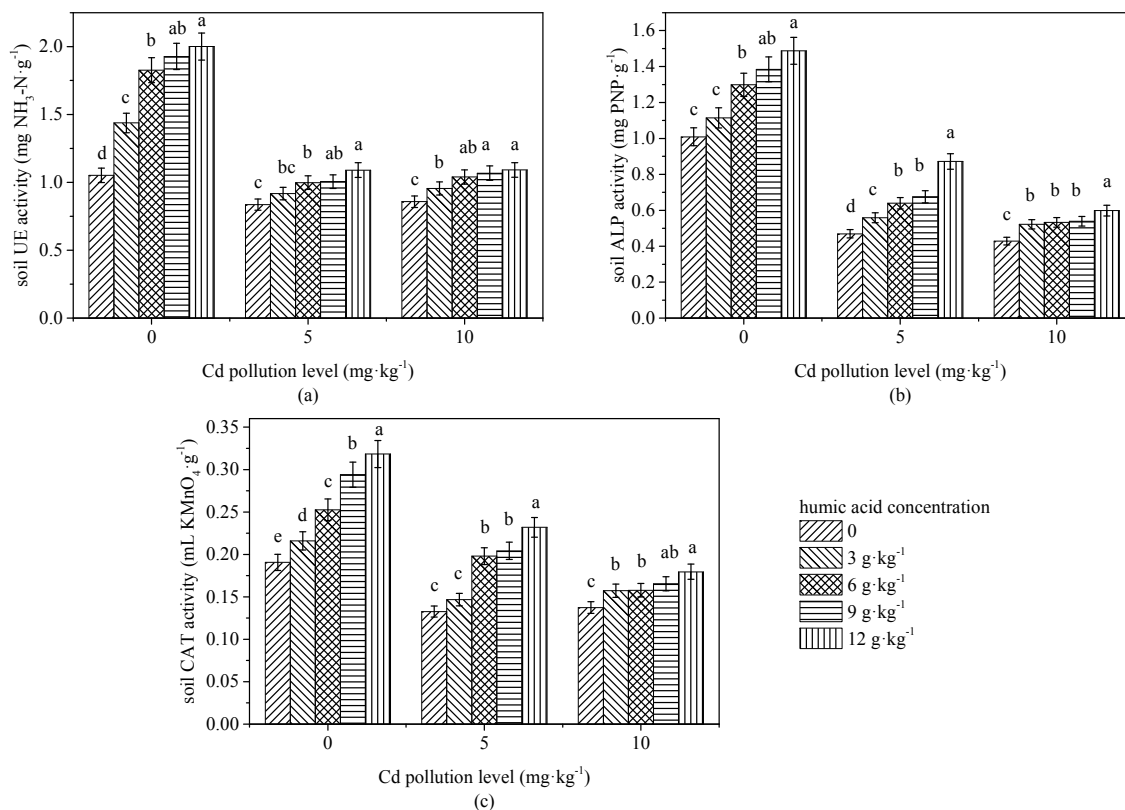 soil UE activity (mg NH₃-N·g⁻¹)
2.0
1.5
1.0
0.5
0.0
d c b ab a
c bc b ab a
c b ab ab a
0 5 10
Cd pollution level (mg·kg⁻¹)
(a)
soil ALP activity (mg PNP·g⁻¹)
1.6
1.4
1.2
1.0
0.8
0.6
0.4
0.2
0.0
c c b ab a
d c b b a
c b b b a
0 5 10
Cd pollution level (mg·kg⁻¹)
(b)
soil CAT activity (mL KMnO₄·g⁻¹)
0.35
0.30
0.25
0.20
0.15
0.10
0.05
0.00
e d c b a
c c b b a
c b b ab a
0 5 10
Cd pollution level (mg·kg⁻¹)
(c)
humic acid concentration
0
3 g·kg⁻¹
6 g·kg⁻¹
9 g·kg⁻¹
12 g·kg⁻¹